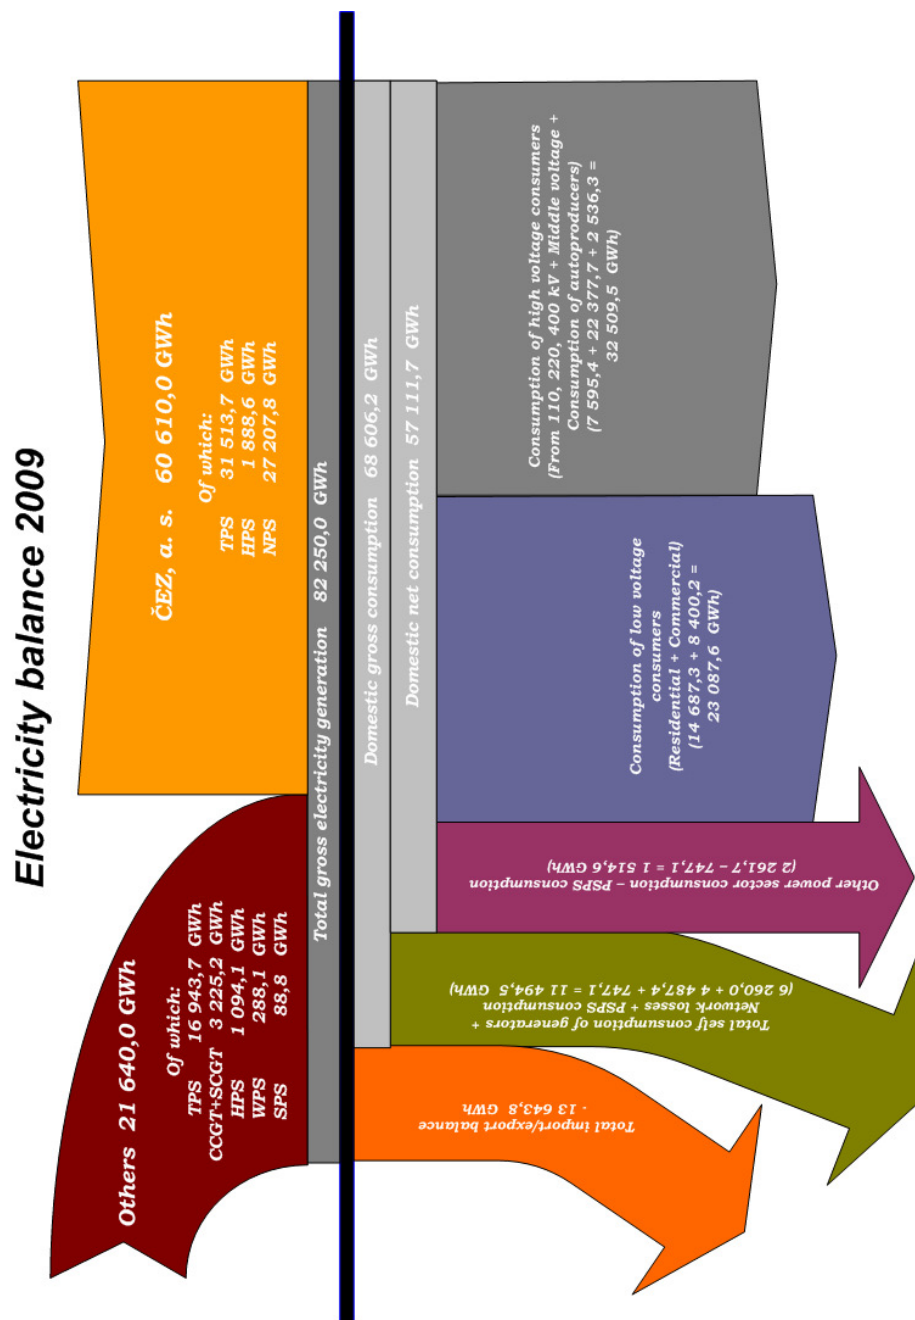 Electricity balance 2009
Others  21 640,0 GWh
Of which:
TPS  16 943,7  GWh
CCGT+SCGT  3 225,2  GWh
HPS  1 094,1  GWh
WPS  288,1  GWh
SPS  88,8  GWh
ČEZ, a. s.  60 610,0 GWh
Of which:
TPS  31 513,7  GWh
HPS  1 888,6  GWh
NPS  27 207,8  GWh
Total gross electricity generation  82 250,0  GWh
Domestic gross consumption  68 606,2  GWh
Domestic net consumption  57 111,7  GWh
Total import/export balance
- 13 643,8  GWh
Total self consumption of generators +
Network losses + PSPS consumption
(6 260,0 + 4 487,4 + 747,1 = 11 494,5  GWh)
Other power sector consumption – PSPS consumption
(2 261,7 – 747,1 = 1 514,6 GWh)
Consumption of low voltage
consumers
(Residential + Commercial)
(14 687,3 + 8 400,2 =
23 087,6  GWh)
Consumption of high voltage consumers
(From 110, 220, 400 kV + Middle voltage +
Consumption of autoproducers)
(7 595,4 + 22 377,7 + 2 536,3 =
32 509,5  GWh)